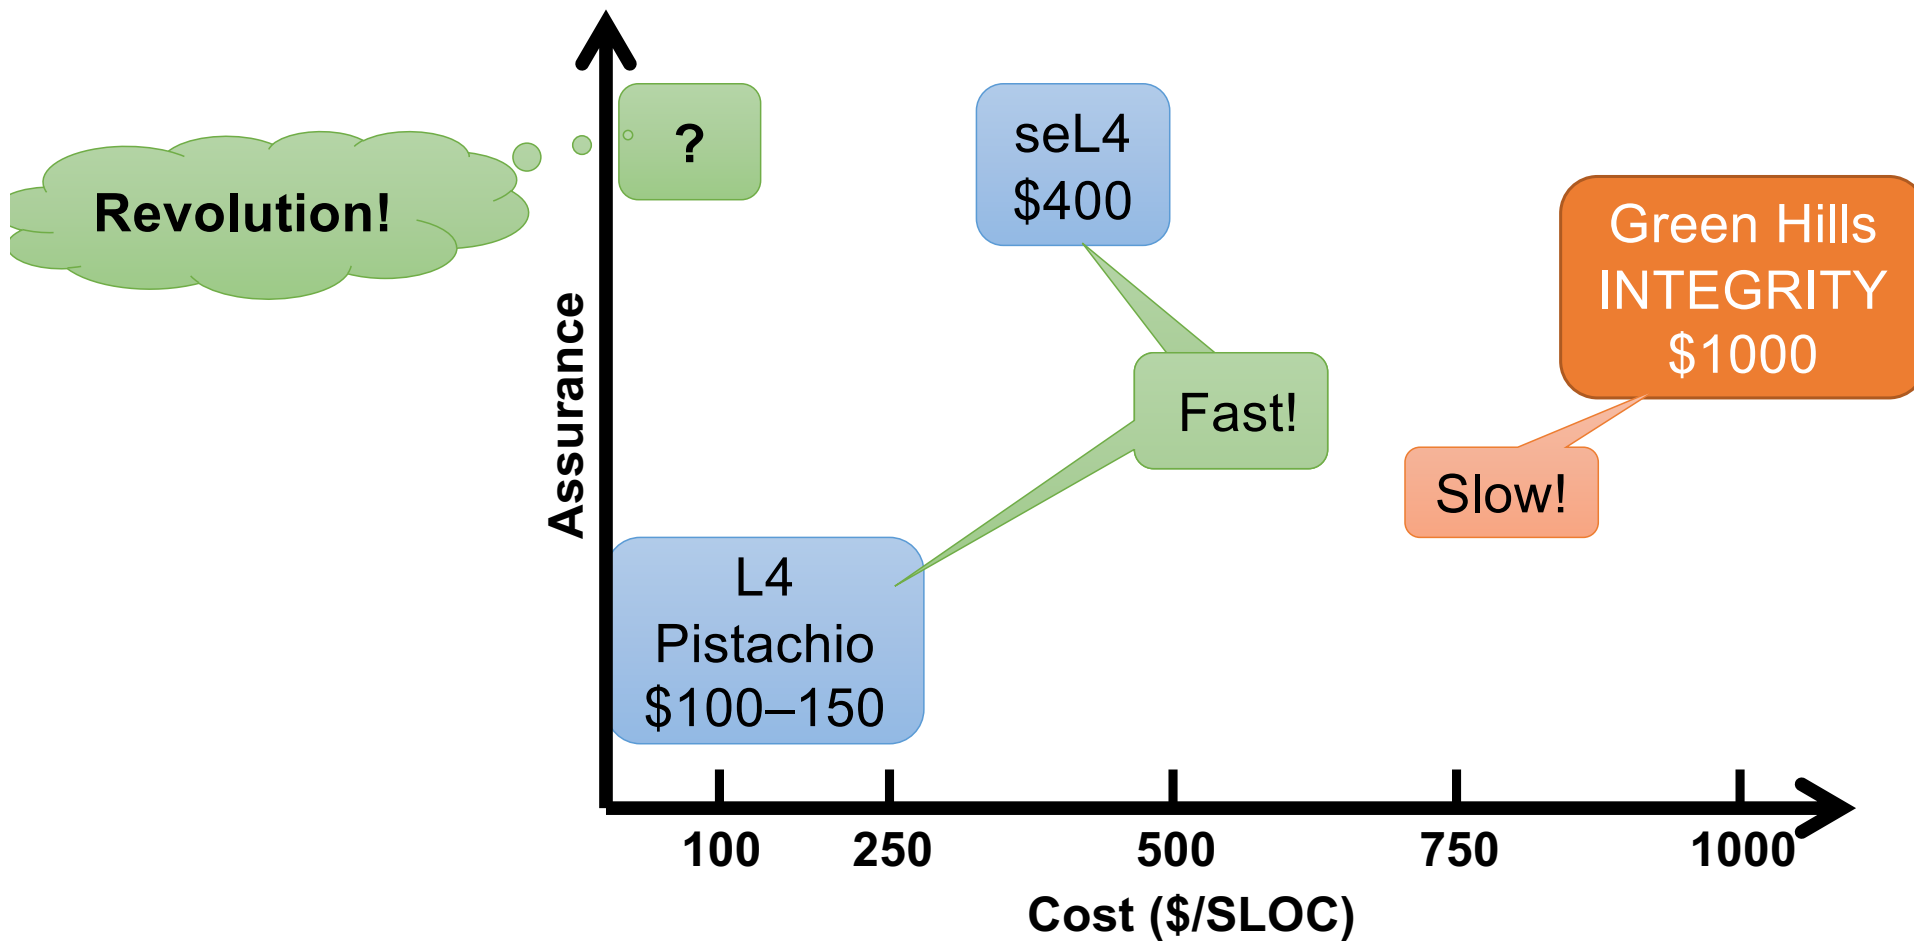 Revolution!
?
seL4
$400
Green Hills
INTEGRITY
$1000
Fast!
Slow!
L4
Pistachio
$100–150
Assurance
100
250
500
750
1000
Cost ($/SLOC)